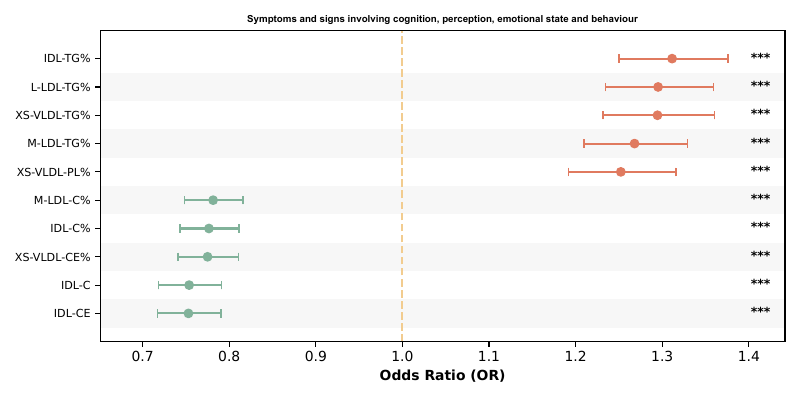 Symptoms and signs involving cognition, perception, emotional state and behaviour
IDL-TG% ***
L-LDL-TG% ***
XS-VLDL-TG% ***
M-LDL-TG% ***
XS-VLDL-PL% ***
M-LDL-C% ***
IDL-C% ***
XS-VLDL-CE% ***
IDL-C ***
IDL-CE ***
0.7 0.8 0.9 1.0 1.1 1.2 1.3 1.4
Odds Ratio (OR)